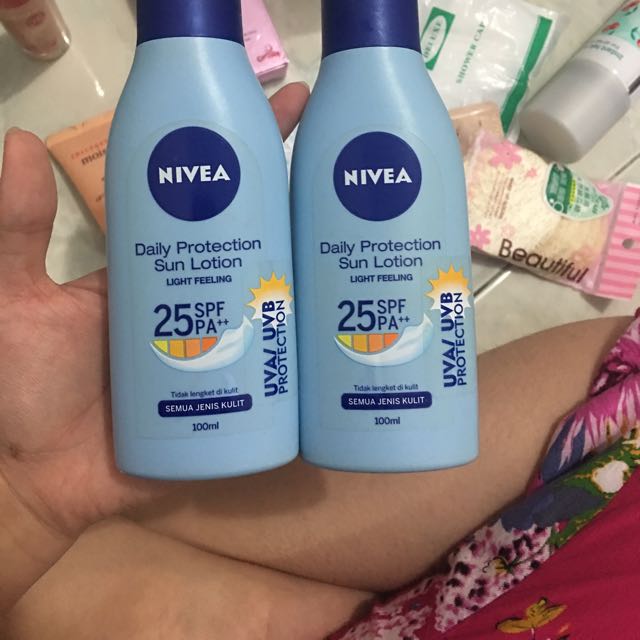 NIVEA
Daily Protection
Sun Lotion
LIGHT FEELING
25 SPF
PA++
UVA/ UVB
PROTECTION
Tidak lengket di kulit
SEMUA JENIS KULIT
100ml
NIVEA
Daily Protection
Sun Lotion
LIGHT FEELING
25 SPF
PA++
UVA/ UVB
PROTECTION
Tidak lengket di kulit
SEMUA JENIS KULIT
100ml
DELUXE
SHOWER CAP
Beautiful